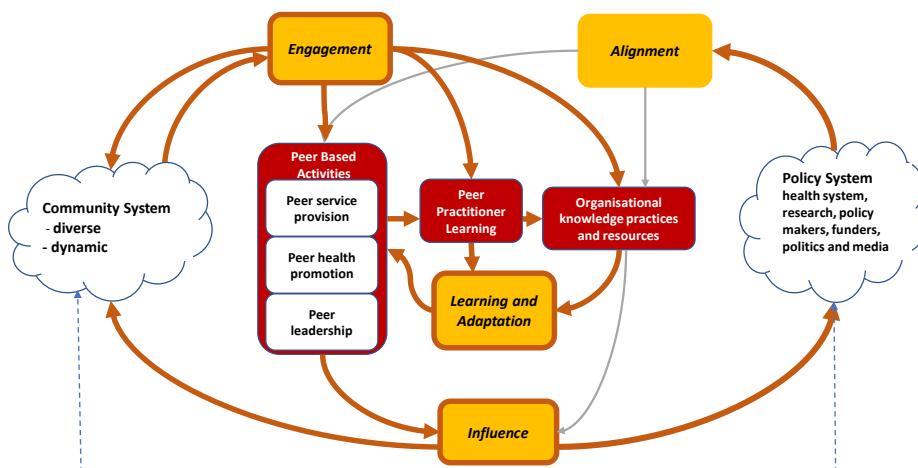 Engagement
Alignment
Peer Based
Activities
Peer service
provision
Peer health
promotion
Peer
leadership
Community System
- diverse
- dynamic
Peer
Practitioner
Learning
Organisational
knowledge practices
and resources
Policy System
health system,
research, policy
makers, funders,
politics and media
Learning and
Adaptation
Influence